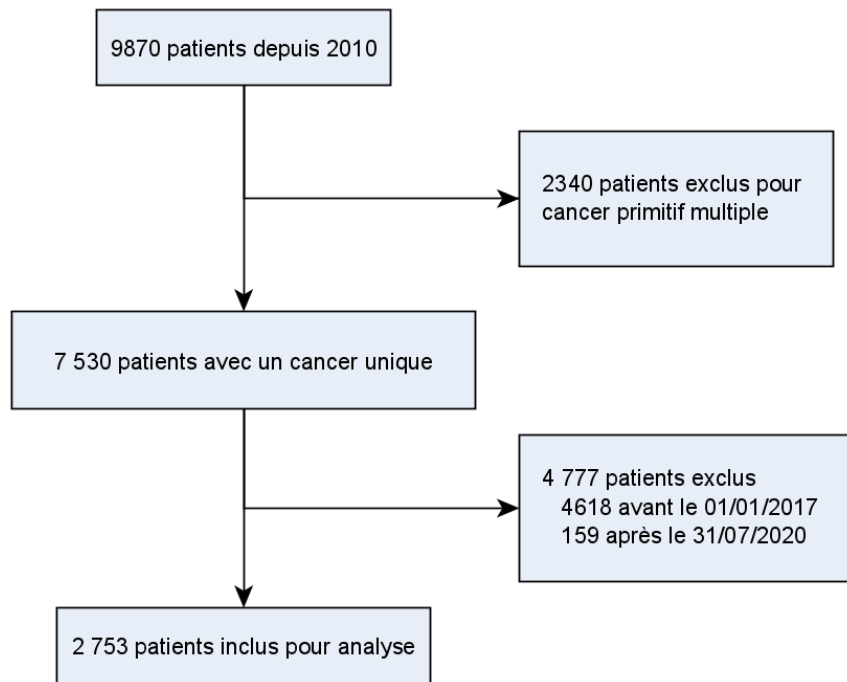 9870 patients depuis 2010
2340 patients exclus pour
cancer primitif multiple
7 530 patients avec un cancer unique
4 777 patients exclus
4618 avant le 01/01/2017
159 après le 31/07/2020
2 753 patients inclus pour analyse